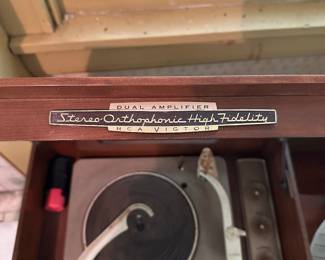 DUAL AMPLIFIER
Stereo-Orthophonic High Fidelity
RCA VICTOR